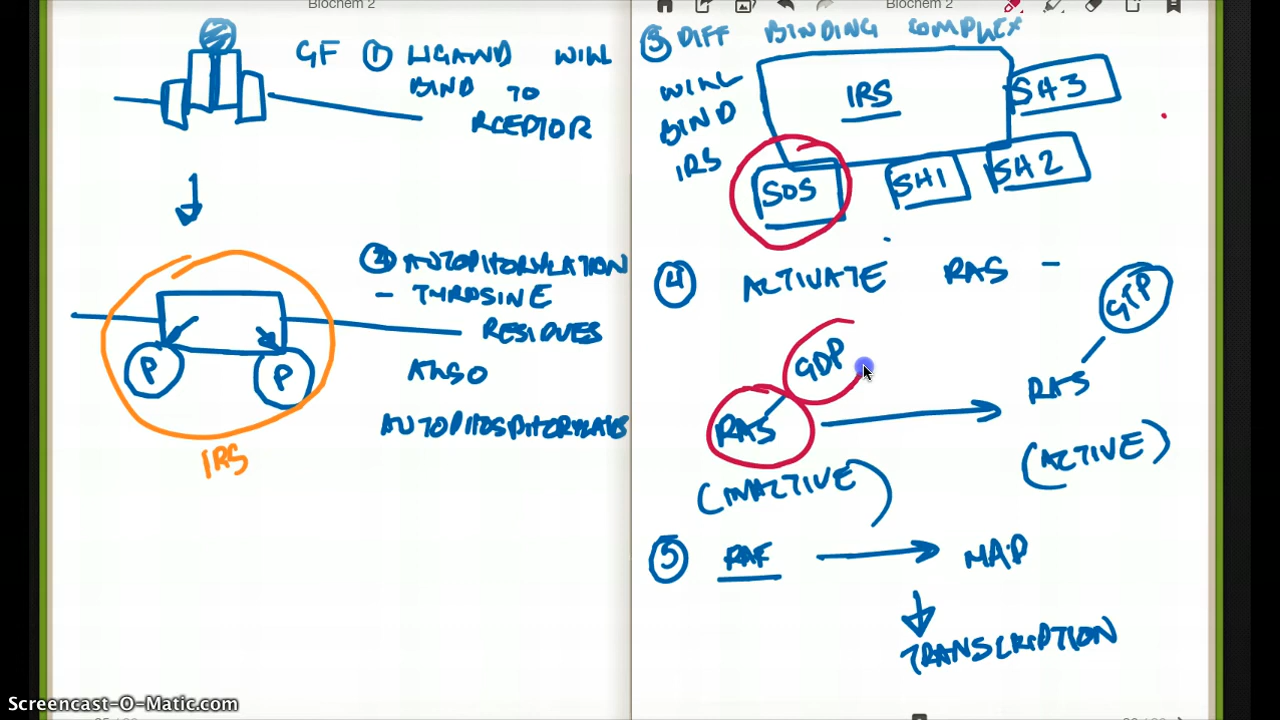 Biochem 2
GF ① LIGAND WILL
BIND TO
RCEPTOR
② AUTOPHORYLATION
- TYROSINE
RESIDUES
ALSO
AUTOPHOSPHORYLATES
P
P
IRS
Biochem 2
③ DIFF BINDING COMPLEX
WILL
BIND
IRS
IRS
SH3
SOS
SH1
SH2
④ ACTIVATE RAS -
GTP
GDP
RAS
RAS
(INACTIVE)
(ACTIVE)
⑤ RAF
MAP
TRANSCRIPTION
Screencast-O-Matic.com